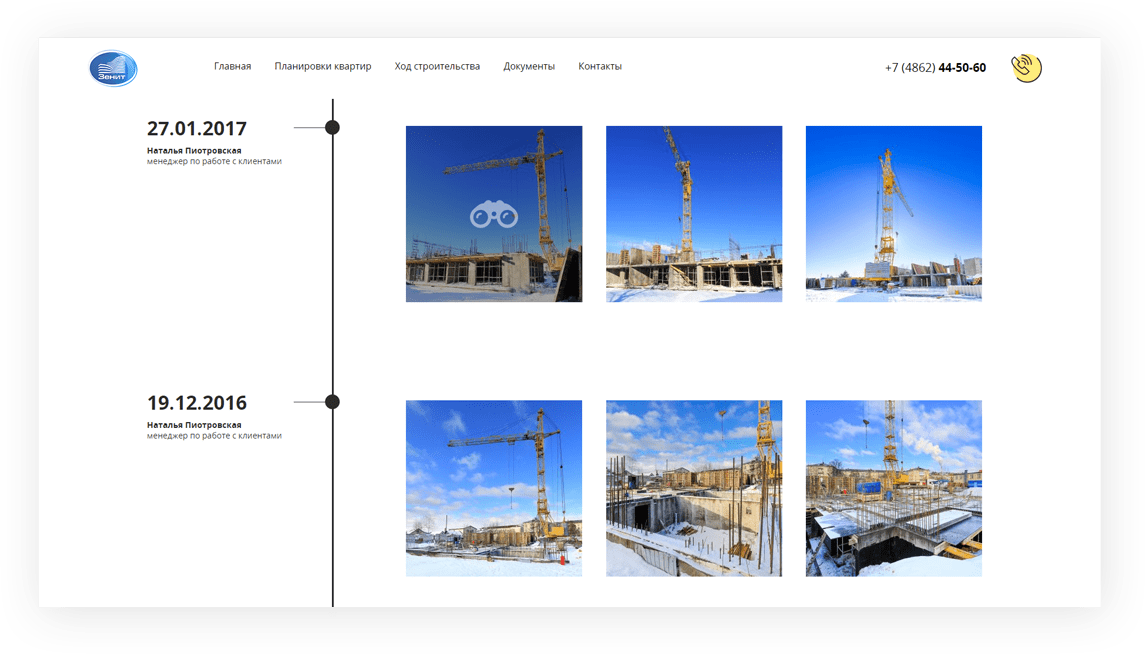 Зенит
Главная
Планировки квартир
Ход строительства
Документы
Контакты
+7 (4862) 44-50-60
27.01.2017
Наталья Пиотровская
менеджер по работе с клиентами
19.12.2016
Наталья Пиотровская
менеджер по работе с клиентами